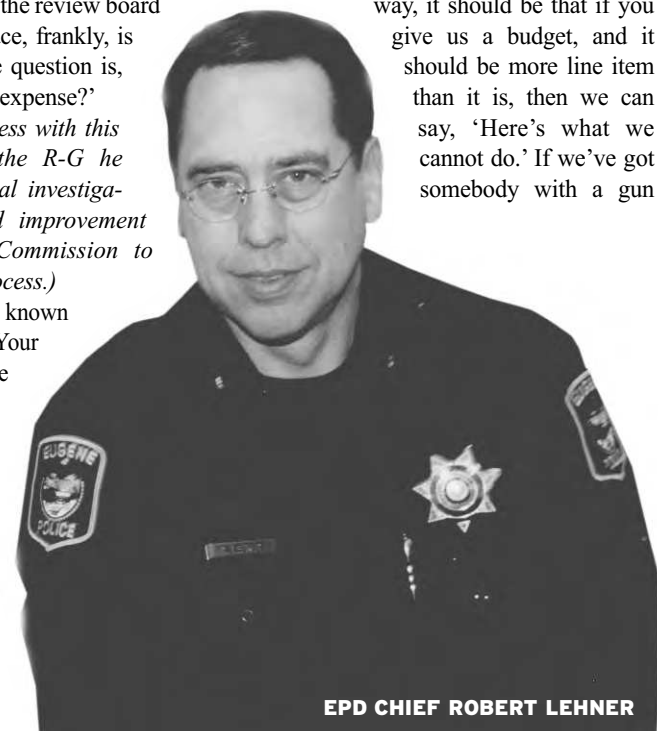 the review board
ce, frankly, is
question is,
expense?'
ess with this
the R-G he
al investiga-
improvement
Commission to
ocess.)
known
Your
e
way, it should be that if you
give us a budget, and it
should be more line item
than it is, then we can
say, 'Here's what we
cannot do.' If we've got
somebody with a gun
EUGENE
POLICE
EPD CHIEF ROBERT LEHNER